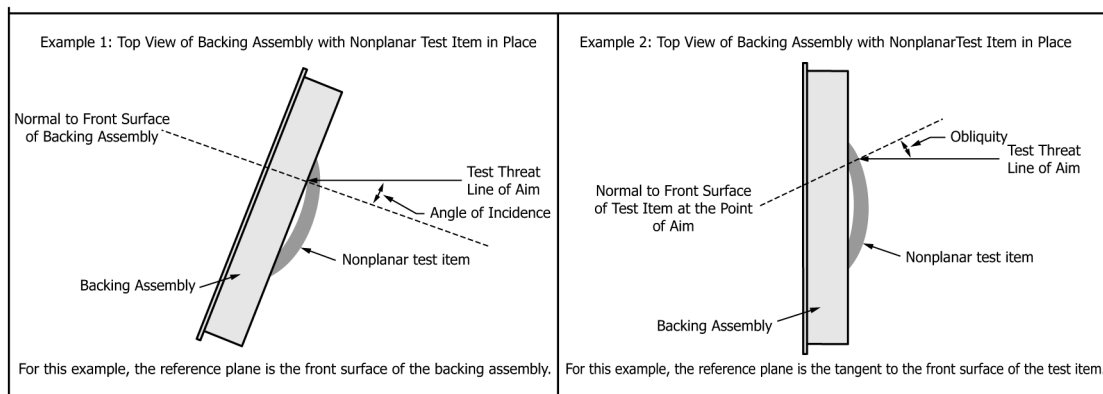 Example 1: Top View of Backing Assembly with Nonplanar Test Item in Place
Normal to Front Surface
of Backing Assembly
Test Threat
Line of Aim
Angle of Incidence
Nonplanar test item
Backing Assembly
For this example, the reference plane is the front surface of the backing assembly.
Example 2: Top View of Backing Assembly with NonplanarTest Item in Place
Obliquity
Test Threat
Line of Aim
Normal to Front Surface
of Test Item at the Point
of Aim
Nonplanar test item
Backing Assembly
For this example, the reference plane is the tangent to the front surface of the test item.